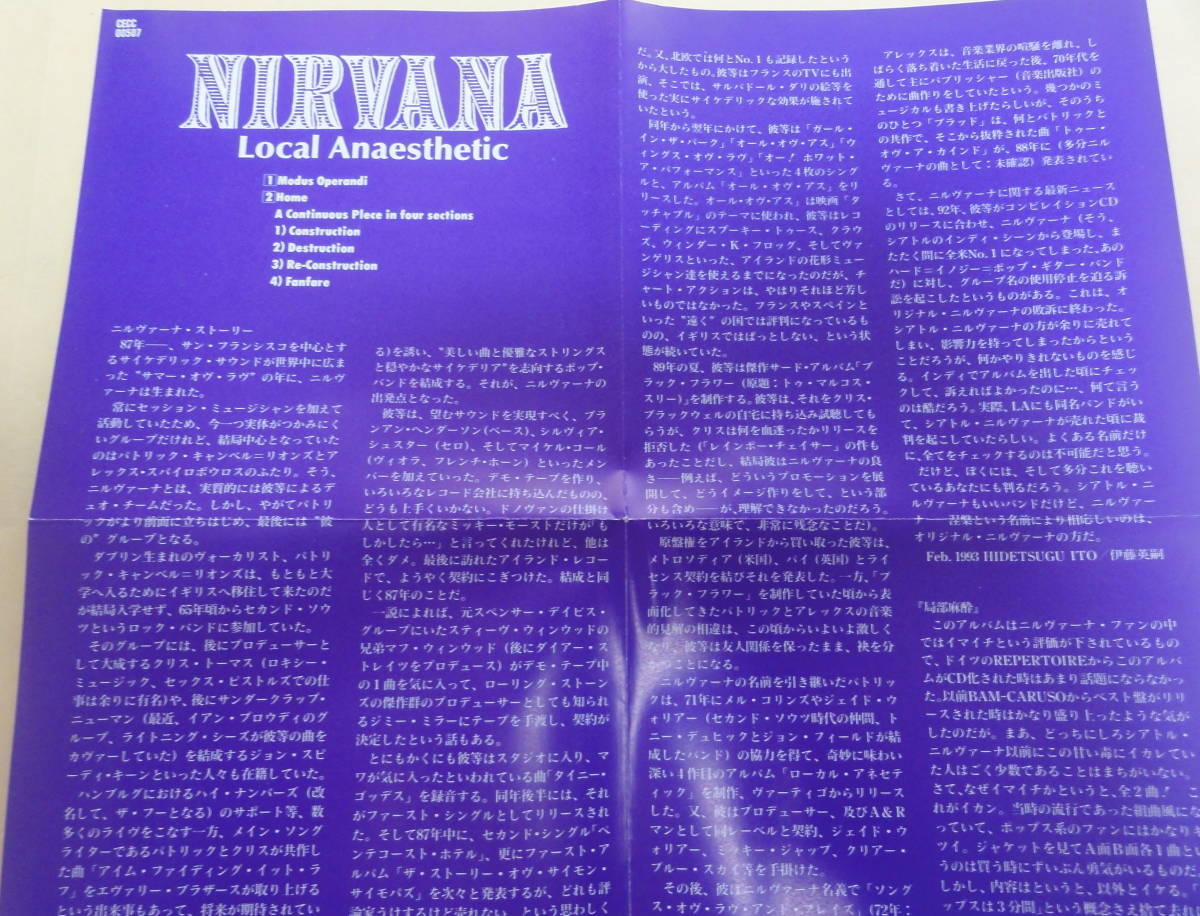 CECC
00507
NIRVANA
Local Anaesthetic
1 Modus Operandi
2 Home
A Continuous Plece in four sections
1) Construction
2) Destruction
3) Re-Construction
4) Fanfare
ニルヴァーナ・ストーリー
87年――、サン・フランシスコを中心とす
るサイケデリック・サウンドが世界中に広ま
った“サマー・オヴ・ラヴ”の年に、ニルヴ
ァーナは生まれた。
常にセッション・ミュージシャンを加えて
活動していたため、今一つ実体がつかみにく
いグループだけれど、結局中心となっていた
のはパトリック・キャンベル＝リオンズとア
レックス・スパイロポウロスのふたり。そう、
ニルヴァーナとは、実質的には彼等によるデ
ュオ・チームだった。しかし、やがてパトリ
ックがより前面に立ちはじめ、最後には“彼
の”グループとなる。
ダブリン生まれのヴォーカリスト、パトリ
ック・キャンベル＝リオンズは、もともと大
学へ入るためにイギリスへ移住して来たのだ
が結局入学せず、65年頃からセカンド・ソウ
ツというロック・バンドに参加していた。
そのグループには、後にプロデューサーと
して大成するクリス・トーマス（ロキシー・
ミュージック、セックス・ピストルズでの仕
事は余りに有名）や、後にサンダークラップ・
ニューマン（最近、イアン・ブロウディのグ
ループ、ライトニング・シーズが彼等の曲を
カヴァーしていた）を結成するジョン・スピ
ーディ・キーンといった人々も在籍していた。
ハンブルグにおけるハイ・ナンバーズ（改
名して、ザ・フーとなる）のサポート等、数
多くのライヴをこなす一方、メイン・ソング
ライターであるパトリックとクリスが共作し
た曲「アイム・ファイディング・イット・ラ
フ」をエヴァリー・ブラザースが取り上げる
という出来事もあって、将来が期待されてい
る）を誘い、“美しい曲と優雅なストリングス
と穏やかなサイケデリア”を志向するポップ・
バンドを結成する。それが、ニルヴァーナの
出発点となった。
彼等は、望むサウンドを実現すべく、ブラ
ンアン・ヘンダーソン（ベース）、シルヴィア・
シュスター（セロ）、そしてマイケル・コール
（ヴィオラ、フレンチ・ホーン）といったメン
バーを加えていった。デモ・テープを作り、
いろいろなレコード会社に持ち込んだものの、
どうも上手くいかない。ドノヴァンの仕掛け
人として有名なミッキー・モーストだけが「も
しかしたら…」と言ってくれたけれど、他は
全くダメ。最後に訪れたアイランド・レコー
ドで、ようやく契約にこぎつけた。結成と同
じく87年のことだ。
一説によれば、元スペンサー・デイビス・
グループにいたスティーヴ・ウィンウッドの
兄弟マフ・ウィンウッド（後にダイアー・ス
トレイツをプロデュース）がデモ・テープ中
の1曲を気に入って、ローリング・ストーン
ズの傑作群のプロデューサーとしても知られ
るジミー・ミラーにテープを手渡し、契約が
決定したという話もある。
とにもかくにも彼等はスタジオに入り、マ
ワが気に入ったといわれている曲「タイニー・
ゴッデス」を録音する。同年後半には、それ
がファースト・シングルとしてリリースされ
た。そして87年中に、セカンド・シングル「ペ
ンテコースト・ホテル」、更にファースト・ア
ルバム「ザ・ストーリー・オヴ・サイモン・
サイモパズ」を次々と発表するが、どれも評
論家うけするけど売れない、という思わしく
だ。又、北欧では何とNo.1も記録したという
から大したもの。彼等はフランスのTVにも出
演、そこでは、サルバドール・ダリの絵等を
使った実にサイケデリックな効果が施されて
いたという。
同年から翌年にかけて、彼等は「ガール・
イン・ザ・パーク」「オール・オヴ・アス」「ウ
イングス・オヴ・ラヴ」「オー！ ホワット・
ア・パフォーマンス」といった4枚のシング
ルと、アルバム「オール・オヴ・アス」をリ
リースした。オール・オヴ・アス」は映画「タ
ッチャブル」のテーマに使われ、彼等はレコ
ーディングにスプーキー・トゥース、クラウ
ズ、ウィンダー・K・フロッグ、そしてヴァ
ンゲリスといった、アイランドの花形ミュー
ジシャン達を使えるまでになったのだが、チ
ャート・アクションは、やはりそれほど芳し
いものではなかった。フランスやスペインと
いった“遠く”の国では評判になっているも
のの、イギリスではぱっとしない、という状
態が続いていた。
89年の夏、彼等は傑作サード・アルバム「ブ
ラック・フラワー（原題：トゥ・マルコス・
スリー）」を制作する。彼等は、それをクリス・
ブラックウェルの自宅に持ち込み試聴しても
らうが、クリスは何を血迷ったかリリースを
拒否した（「レインボー・チェイサー」の件も
あったことだし、結局彼はニルヴァーナの良
さ――例えば、どういうプロモーションを展
開して、どうイメージ作りをして、という部
分も含め――が、理解できなかったのだろう。
いろいろな意味で、非常に残念なことだ）。
原盤権をアイランドから買い取った彼等は、
メトロソディア（米国）、パイ（英国）とライ
センス契約を結びそれを発表した。一方、「ブ
ラック・フラワー」を制作していた頃から表
面化してきたパトリックとアレックスの音楽
的見解の相違は、この頃からいよいよ激しく
なり、彼等は友人関係を保ったまま、袂を分
かつことになる。
ニルヴァーナの名前を引き継いだパトリッ
クは、71年にメル・コリンズやジェイド・ウ
ォリアー（セカンド・ソウツ時代の仲間、ト
ニー・デュヒックとジョン・フィールドが結
成したバンド）の協力を得て、奇妙に味わい
深い4作目のアルバム「ローカル・アネセテ
ィック」を制作、ヴァーティゴからリリース
した。又、彼はプロデューサー、及びA＆R
マンとして同レーベルと契約、ジェイド・ウ
ォリアー、ミッキー・ジャップ、クリアー・
ブルー・スカイ等を手掛けた。
その後、彼はニルヴァーナ名義で「ソング
ス・オヴ・ラヴ・アンド・プレイズ」（72年：
アレックスは、音楽業界の喧騒を離れ、し
ばらく落ち着いた生活に戻った後、70年代を
通して主にパブリッシャー（音楽出版社）の
ために曲作りをしていたという。幾つかのミ
ュージカルも書き上げたらしいが、そのうち
のひとつ「ブラッド」は、何とパトリックと
の共作で、そこから抜粋された曲「トゥー・
オヴ・ア・カインド」が、88年に（多分ニル
ヴァーナの曲として：未確認）発表されてい
る。
さて、ニルヴァーナに関する最新ニュース
としては、92年、彼等がコンピレイションCD
のリリースに合わせ、ニルヴァーナ（そう、
シアトルのインディ・シーンから登場し、ま
たたく間に全米No.1になってしまった、あの
ハード＝イノジー＝ポップ・ギター・バンド
だ）に対し、グループ名の使用停止を迫る訴
訟を起こしたというものがある。これは、オ
リジナル・ニルヴァーナの敗訴に終わった。
シアトル・ニルヴァーナの方が余りに売れて
しまい、影響力を持ってしまったからという
ことだろうが、何かやりきれないものを感じ
る。インディでアルバムを出した頃にチェッ
クして、訴えればよかったのに…、何て言う
のは酷だろう。実際、LAにも同名バンドがい
て、シアトル・ニルヴァーナが売れた頃に裁
判を起こしていたらしい。よくある名前だけ
に、全てをチェックするのは不可能だと思う。
だけど、ぼくには、そして多分これを聴い
ているあなたにも判るだろう。シアトル・ニ
ルヴァーナもいいバンドだけど、ニルヴァー
ナ――涅槃という名前により相応しいのは、
オリジナル・ニルヴァーナの方だ。
Feb. 1993 HIDETSUGU ITO／伊藤英嗣
『局部麻酔』
このアルバムはニルヴァーナ・ファンの中
ではイマイチという評価が下されているもの
で、ドイツのREPERTOIREからこのアルバ
ムがCD化された時はあまり話題にならなかっ
た。以前BAM-CARUSOからベスト盤がリリ
ースされた時はかなり盛り上ったような気が
したのだが。まあ、どっちにしろシアトル・
ニルヴァーナ以前にこの甘い毒にイカレてい
た人はごく少数であることはまちがいない。
さて、なぜイマイチかというと、全2曲！ こ
れがイカン。当時の流行であった組曲風にな
っていて、ポップス系のファンにはかなりキ
ツイ。ジャケットを見てA面B面各1曲とい
うのは買う時にずいぶん勇気がいるものだ
しかし、内容はというと、以外とイケる。
ップスは3分間」という概念さえ捨て去れ